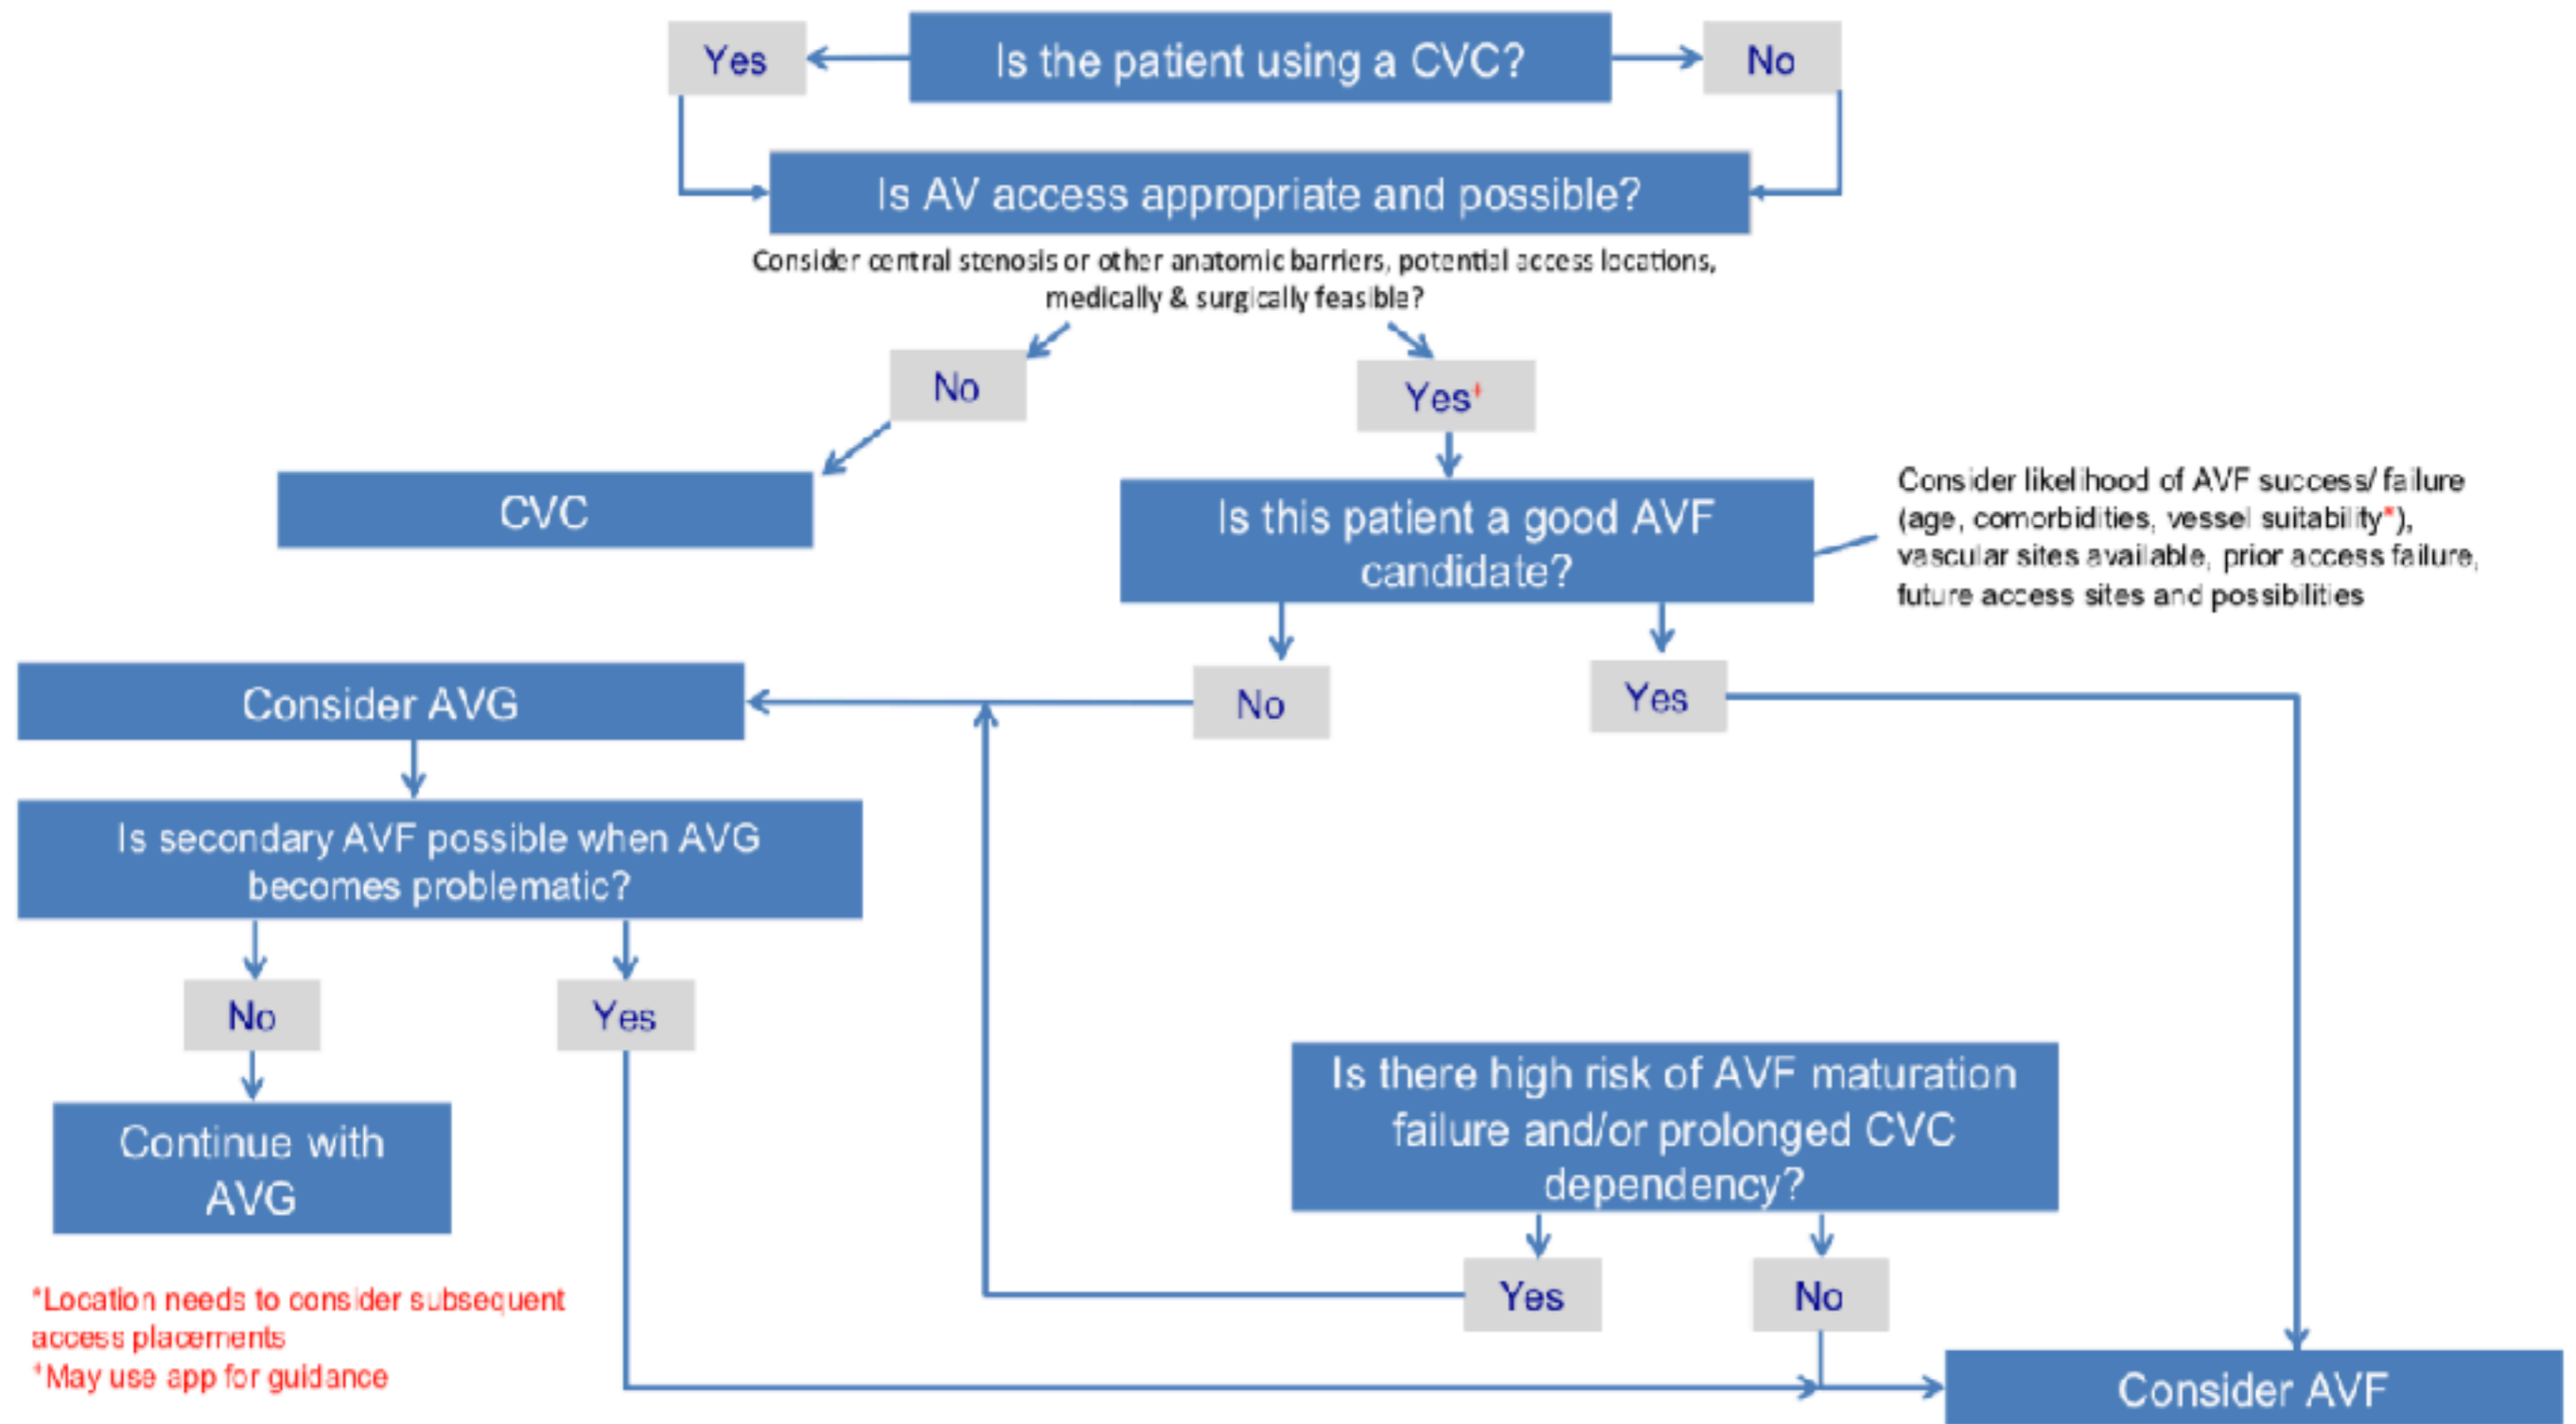 Is the patient using a CVC?
Yes
No
Is AV access appropriate and possible?
Consider central stenosis or other anatomic barriers, potential access locations,
medically & surgically feasible?
No
Yes⁺
CVC
Is this patient a good AVF
candidate?
Consider likelihood of AVF success/ failure
(age, comorbidities, vessel suitability*),
vascular sites available, prior access failure,
future access sites and possibilities
No
Yes
Consider AVG
Is secondary AVF possible when AVG
becomes problematic?
No
Yes
Continue with
AVG
Is there high risk of AVF maturation
failure and/or prolonged CVC
dependency?
Yes
No
Consider AVF
*Location needs to consider subsequent
access placements
⁺May use app for guidance